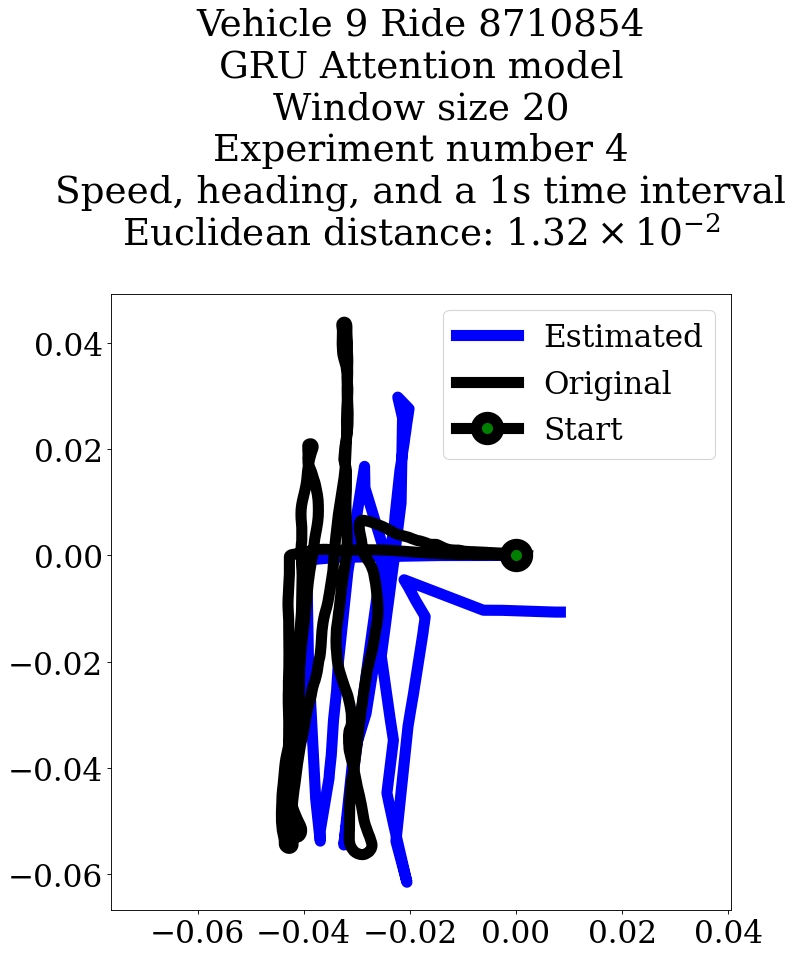 Vehicle 9 Ride 8710854
GRU Attention model
Window size 20
Experiment number 4
Speed, heading, and a 1s time interval
Euclidean distance: 1.32 × 10⁻²
Estimated
Original
Start
0.04
0.02
0.00
−0.02
−0.04
−0.06
−0.06 −0.04 −0.02 0.00 0.02 0.04